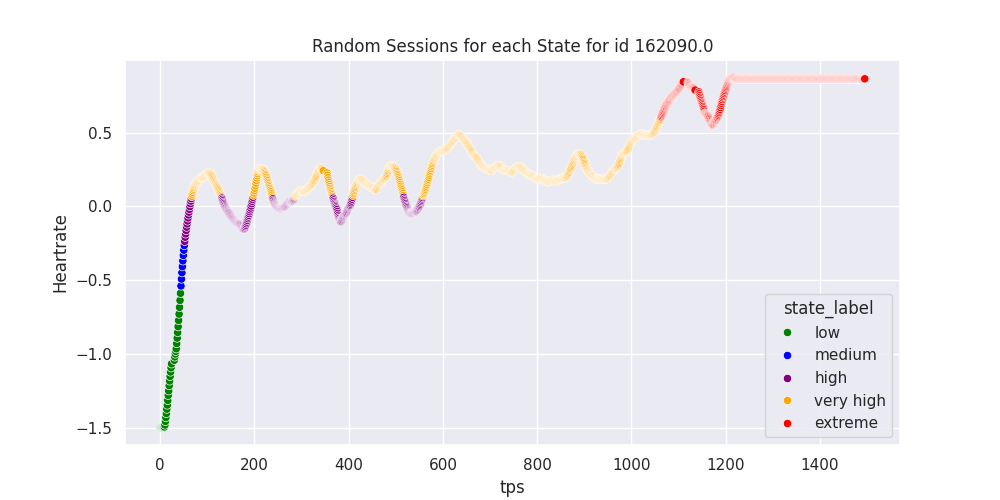 Random Sessions for each State for id 162090.0
Heartrate
0.5
0.0
−0.5
−1.0
−1.5
state_label
low
medium
high
very high
extreme
0 200 400 600 800 1000 1200 1400
tps